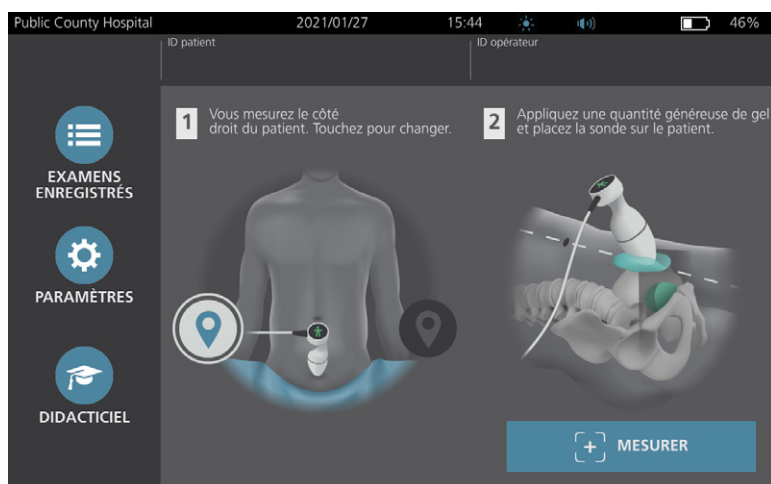 Public County Hospital 2021/01/27 15:44 46%
ID patient ID opérateur
1 Vous mesurez le côté
droit du patient. Touchez pour changer.
2 Appliquez une quantité généreuse de gel
et placez la sonde sur le patient.
EXAMENS
ENREGISTRÉS
PARAMÈTRES
DIDACTICIEL
MESURER